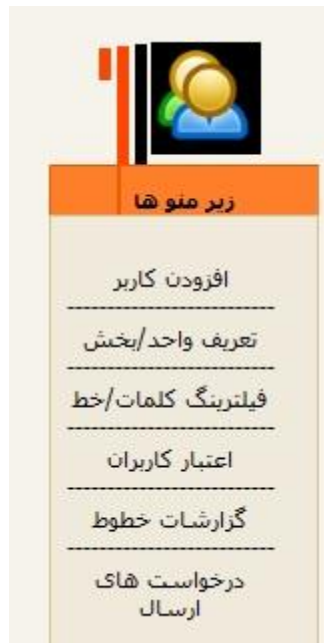 زیر منو ها
افزودن کاربر
تعریف واحد/بخش
فیلترینگ کلمات/خط
اعتبار کاربران
گزارشات خطوط
درخواست های
ارسال